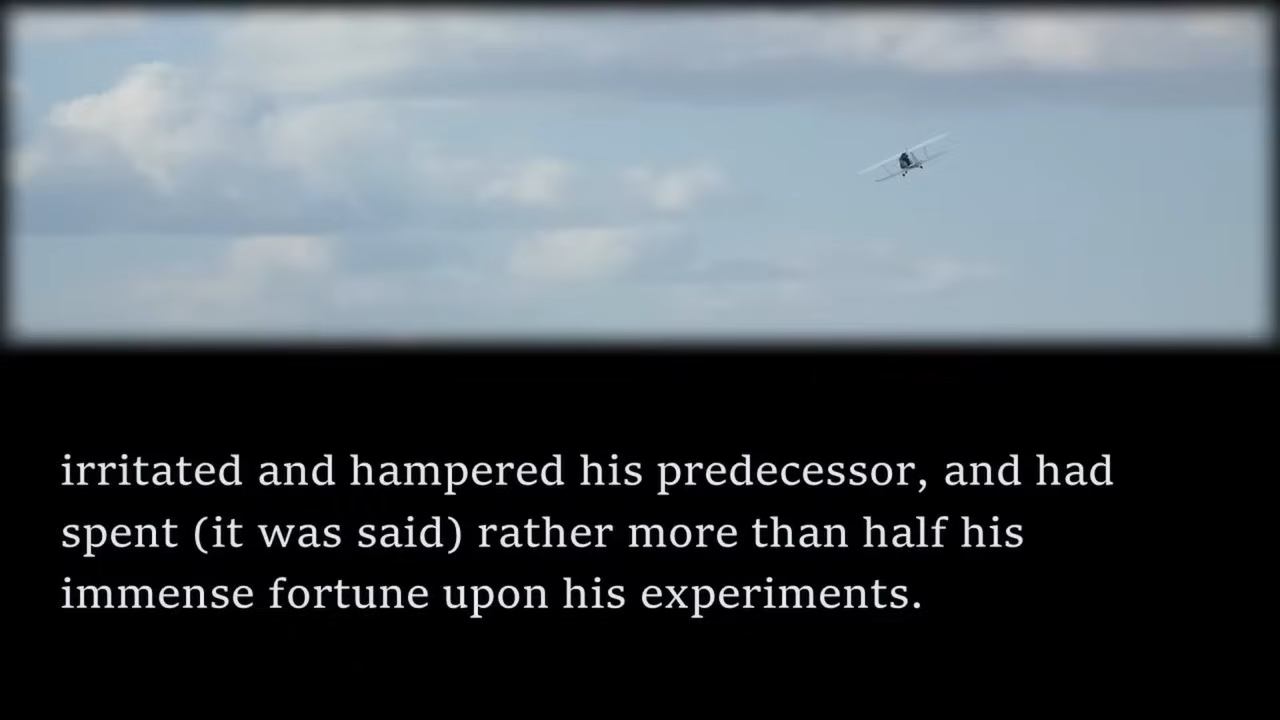 irritated and hampered his predecessor, and had
spent (it was said) rather more than half his
immense fortune upon his experiments.